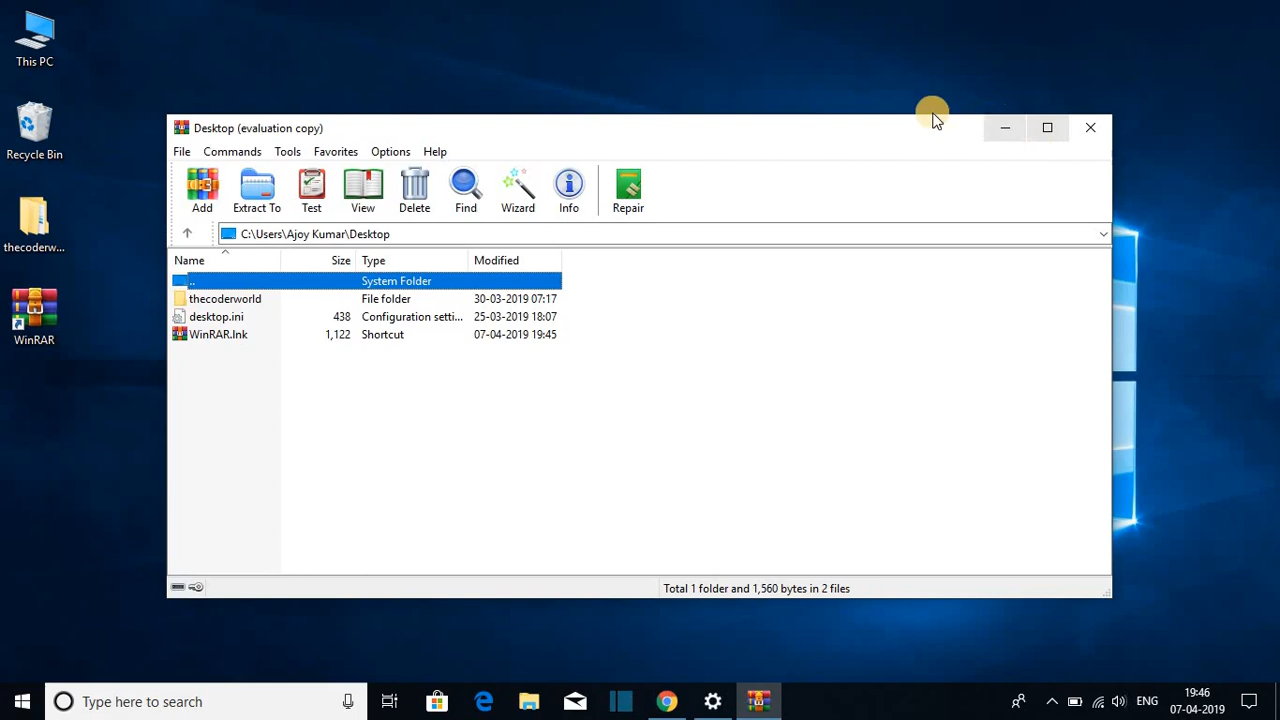 This PC
Recycle Bin
thecoderw...
WinRAR
Desktop (evaluation copy)
File Commands Tools Favorites Options Help
Add Extract To Test View Delete Find Wizard Info Repair
C:\Users\Ajoy Kumar\Desktop
Name Size Type Modified
.. System Folder
thecoderworld File folder 30-03-2019 07:17
desktop.ini 438 Configuration setti... 25-03-2019 18:07
WinRAR.lnk 1,122 Shortcut 07-04-2019 19:45
Total 1 folder and 1,560 bytes in 2 files
Type here to search
ENG
19:46
07-04-2019